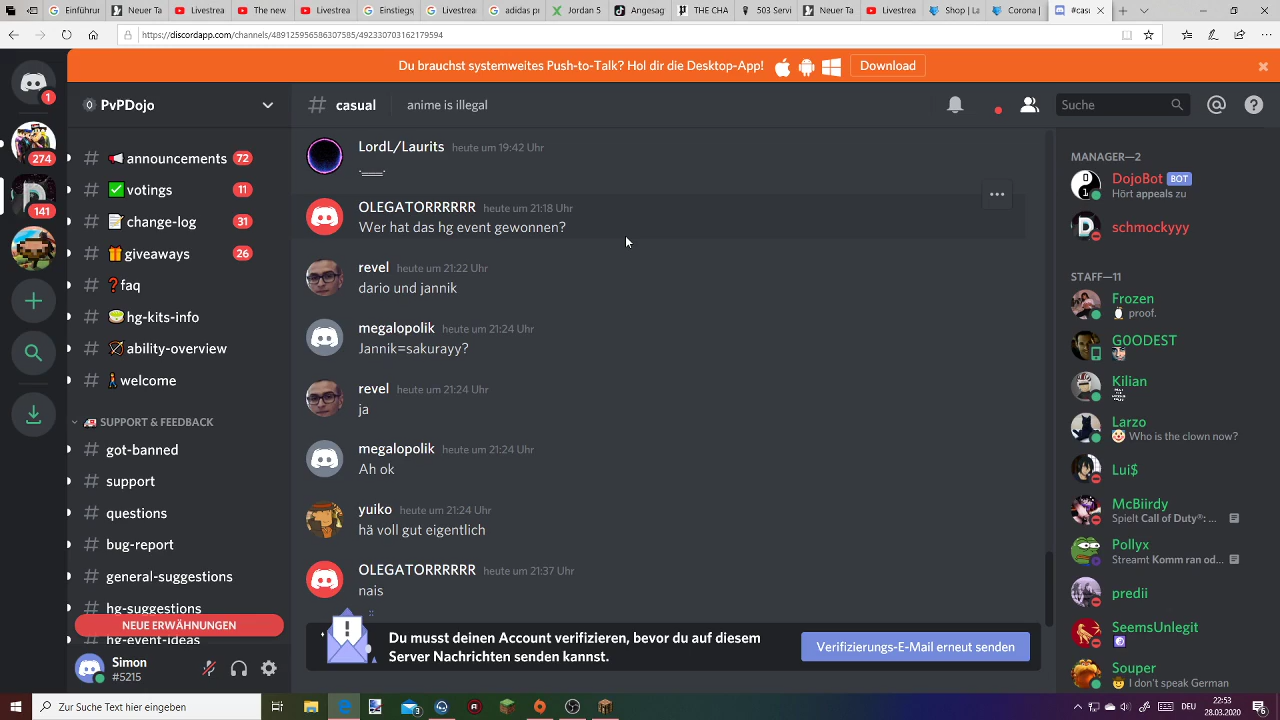 Einführur
Neuer Ta
Livestrea
The new
Livestrea
Einstiegs
Livestrea
adidas pr
Jordan 5
Angesag
THE CHA
503 Servi
Neuer Ta
Livestrea
Shop | La
Corona |
#casu
https://discordapp.com/channels/489125956586307585/492330703162179594
Du brauchst systemweites Push-to-Talk? Hol dir die Desktop-App!
Download
PvPDojo
casual
anime is illegal
Suche
1
274
141
announcements 72
votings 11
change-log 31
giveaways 26
faq
hg-kits-info
ability-overview
welcome
SUPPORT & FEEDBACK
got-banned
support
questions
bug-report
general-suggestions
hg-suggestions
NEUE ERWÄHNUNGEN
hg-event-ideas
Simon
#5215
LordL/Laurits heute um 19:42 Uhr
.___.
OLEGATORRRRRR heute um 21:18 Uhr
Wer hat das hg event gewonnen?
revel heute um 21:22 Uhr
dario und jannik
megalopolik heute um 21:24 Uhr
Jannik=sakurayy?
revel heute um 21:24 Uhr
ja
megalopolik heute um 21:24 Uhr
Ah ok
yuiko heute um 21:24 Uhr
hä voll gut eigentlich
OLEGATORRRRRR heute um 21:37 Uhr
nais
Du musst deinen Account verifizieren, bevor du auf diesem
Server Nachrichten senden kannst.
Verifizierungs-E-Mail erneut senden
MANAGER—2
DojoBot BOT
Hört appeals zu
schmockyyy
STAFF—11
Frozen
proof.
G0ODEST
Kilian
Larzo
Who is the clown now?
Lui$
McBiirdy
Spielt Call of Duty®: ...
Pollyx
Streamt Komm ran od...
predii
SeemsUnlegit
Souper
I don't speak German
Zur Suche Text hier eingeben
3
DEU
22:53
28.03.2020
6